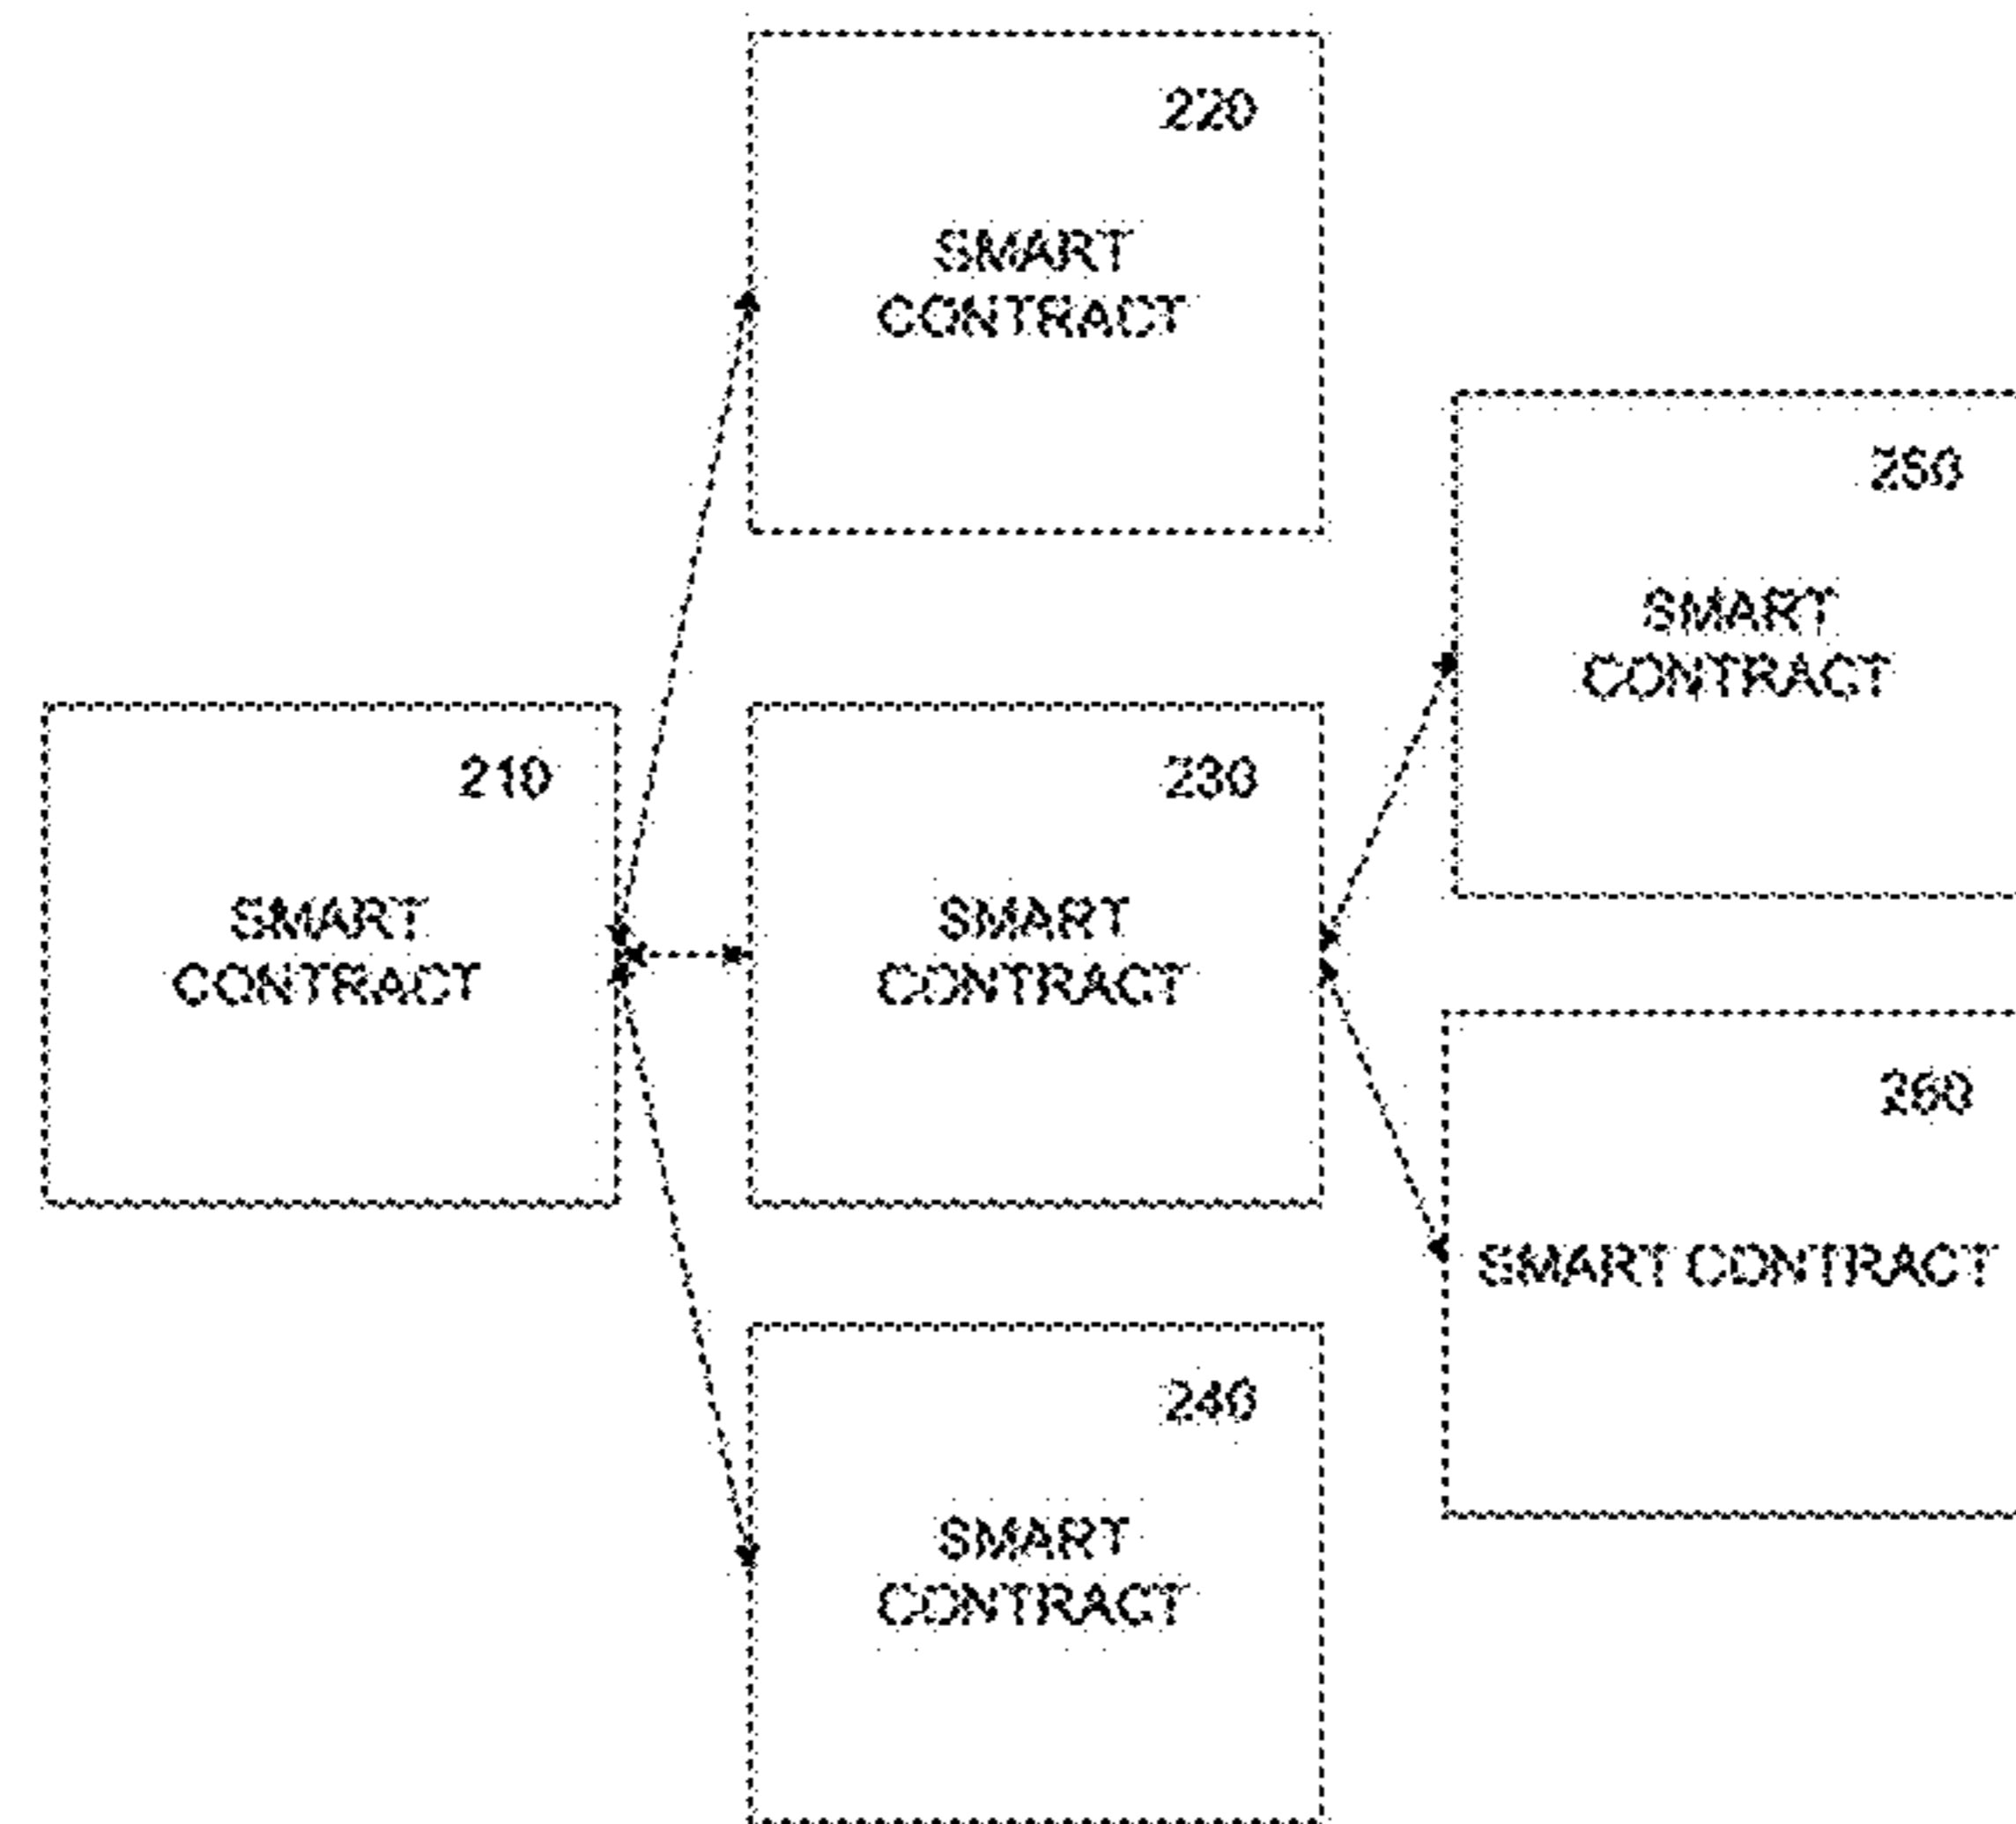 220
SMART
CONTRACT
250
SMART
CONTRACT
210
SMART
CONTRACT
230
SMART
CONTRACT
260
SMART CONTRACT
240
SMART
CONTRACT